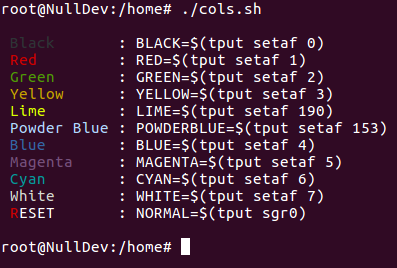 root@NullDev:/home# ./cols.sh
Black : BLACK=$(tput setaf 0)
Red : RED=$(tput setaf 1)
Green : GREEN=$(tput setaf 2)
Yellow : YELLOW=$(tput setaf 3)
Lime : LIME=$(tput setaf 190)
Powder Blue : POWDERBLUE=$(tput setaf 153)
Blue : BLUE=$(tput setaf 4)
Magenta : MAGENTA=$(tput setaf 5)
Cyan : CYAN=$(tput setaf 6)
White : WHITE=$(tput setaf 7)
RESET : NORMAL=$(tput sgr0)
root@NullDev:/home#